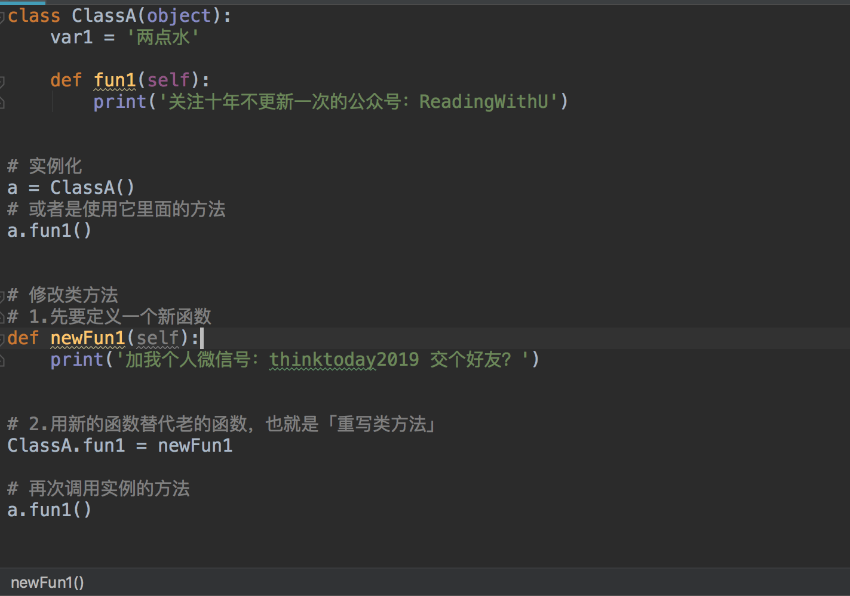 class ClassA(object):
    var1 = '两点水'
    def fun1(self):
        print('关注十年不更新一次的公众号：ReadingWithU')
# 实例化
a = ClassA()
# 或者是使用它里面的方法
a.fun1()
# 修改类方法
# 1.先要定义一个新函数
def newFun1(self):
    print('加我个人微信号：thinktoday2019 交个好友？')
# 2.用新的函数替代老的函数，也就是「重写类方法」
ClassA.fun1 = newFun1
# 再次调用实例的方法
a.fun1()
newFun1()